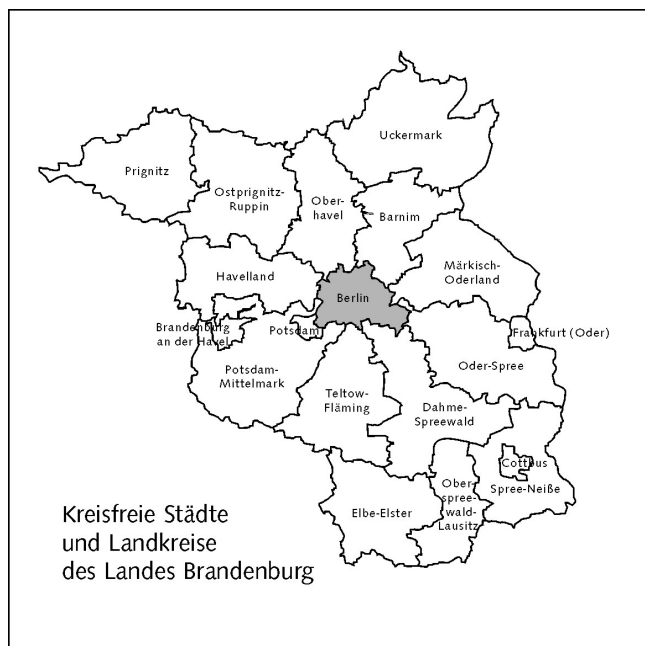 Uckermark
Prignitz
Ostprignitz-
Ruppin
Ober-
havel
Barnim
Havelland
Märkisch-
Oderland
Berlin
Brandenburg
an der Havel
Potsdam
Frankfurt (Oder)
Potsdam-
Mittelmark
Oder-Spree
Teltow-
Fläming
Dahme-
Spreewald
Cottbus
Spree-Neiße
Ober
spree-
wald-
Lausitz
Elbe-Elster
Kreisfreie Städte
und Landkreise
des Landes Brandenburg